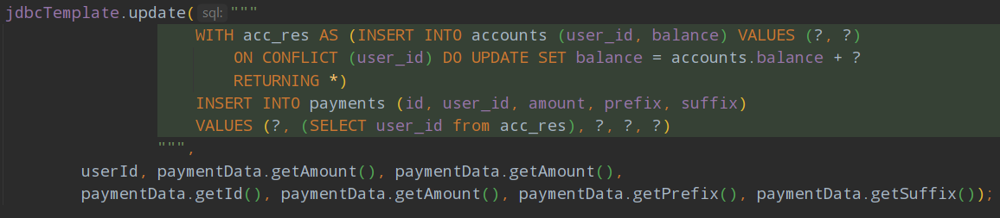 jdbcTemplate.update( sql: """
WITH acc_res AS (INSERT INTO accounts (user_id, balance) VALUES (?, ?)
ON CONFLICT (user_id) DO UPDATE SET balance = accounts.balance + ?
RETURNING *)
INSERT INTO payments (id, user_id, amount, prefix, suffix)
VALUES (?, (SELECT user_id from acc_res), ?, ?, ?)
""",
userId, paymentData.getAmount(), paymentData.getAmount(),
paymentData.getId(), paymentData.getAmount(), paymentData.getPrefix(), paymentData.getSuffix());